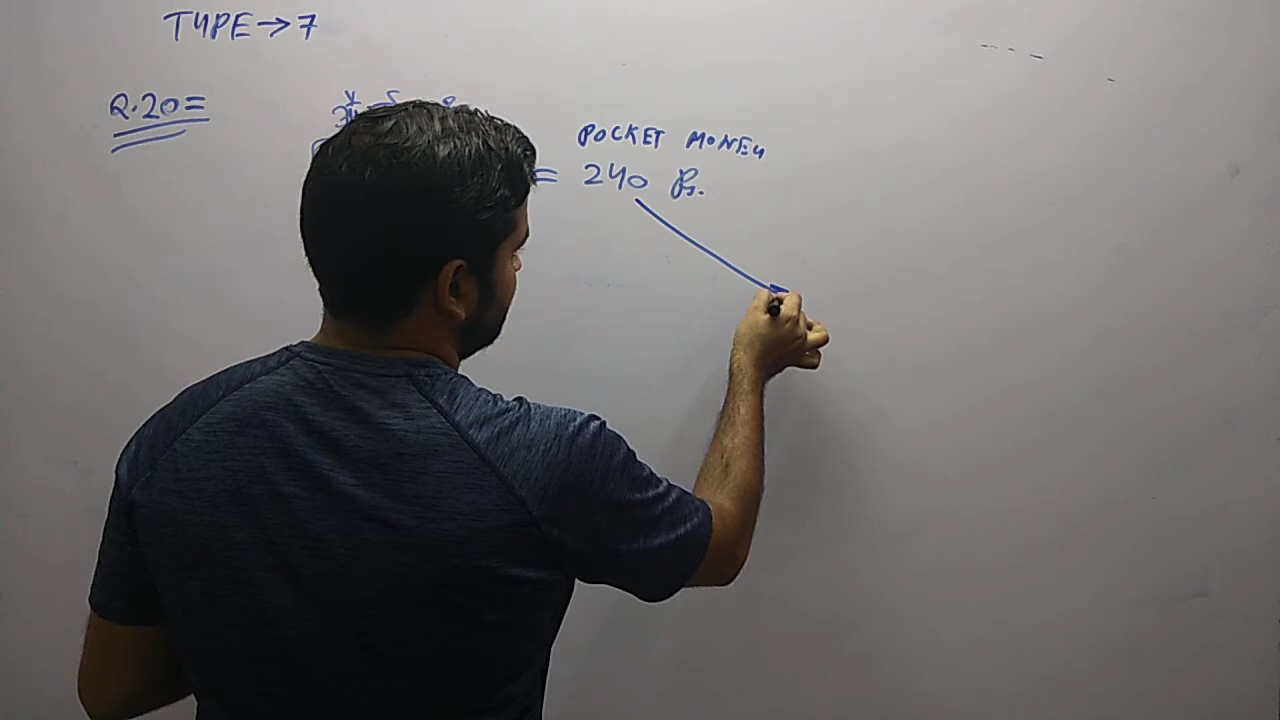 TYPE→7
Q.20=
POCKET MONEY
= 240 Rs.